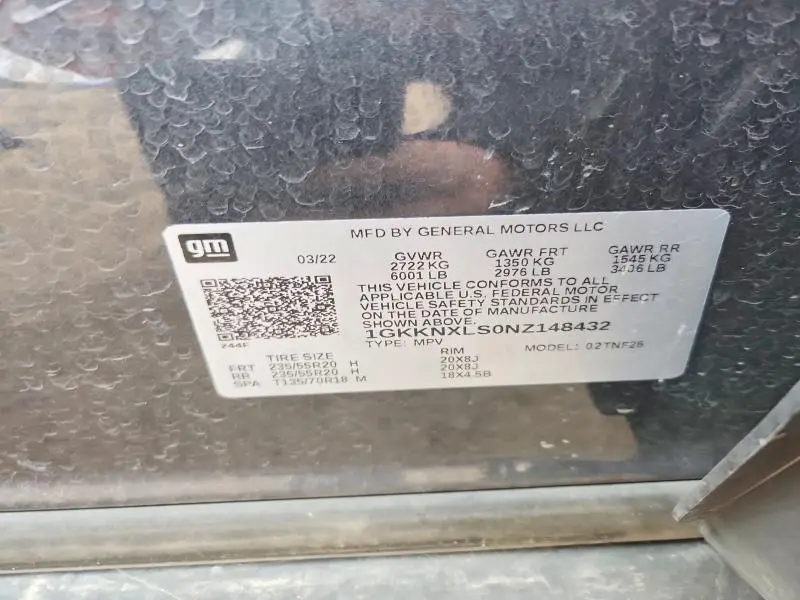 MFD BY GENERAL MOTORS LLC
gm
03/22
GVWR
2722 KG
6001 LB
GAWR FRT
1350 KG
2976 LB
GAWR RR
1545 KG
3406 LB
THIS VEHICLE CONFORMS TO ALL
APPLICABLE U.S. FEDERAL MOTOR
VEHICLE SAFETY STANDARDS IN EFFECT
ON THE DATE OF MANUFACTURE
SHOWN ABOVE.
1GKKNXLS0NZ148432
TYPE: MPV
MODEL: 02TNF26
TIRE SIZE
RIM
FRT 235/55R20 H 20X8J
RR 235/55R20 H 20X8J
SPA T135/70R18 M 18X4.5B